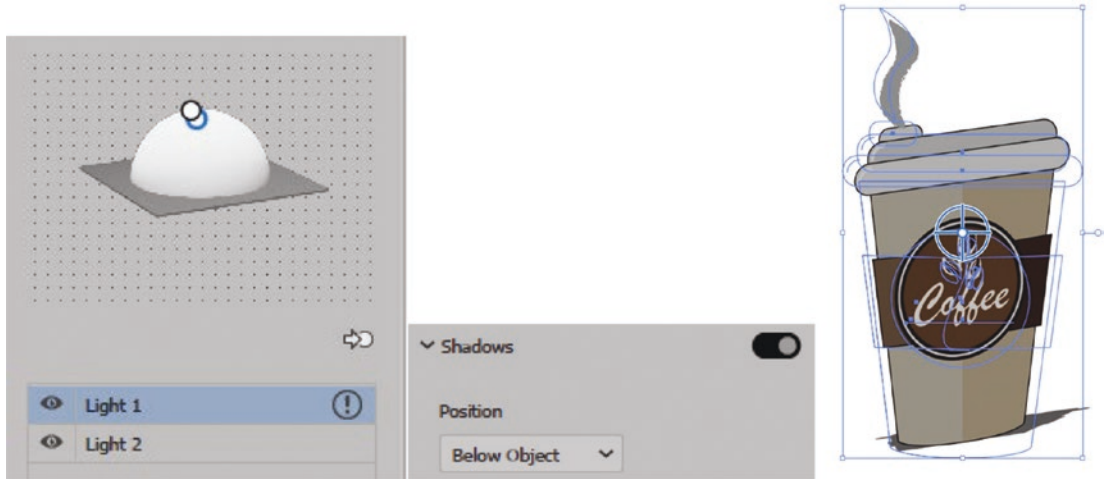 Light 1
Light 2
Shadows
Position
Below Object
Coffee